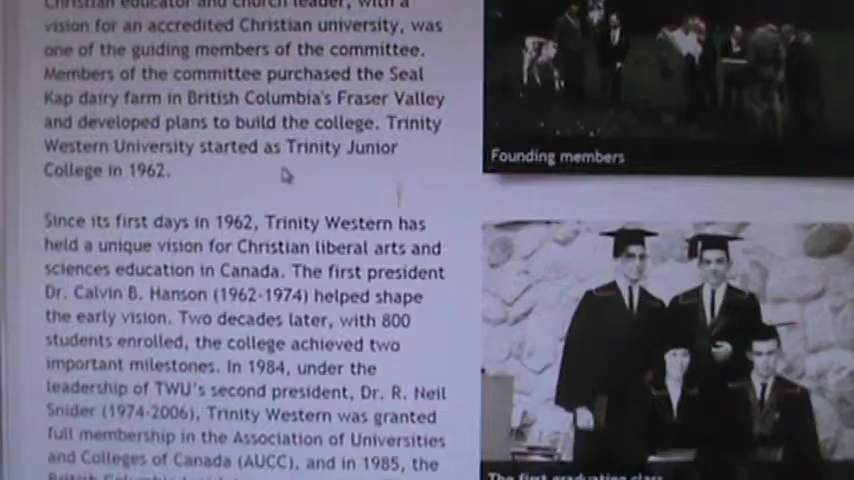 Christian educator and church leader, with a
vision for an accredited Christian university, was
one of the guiding members of the committee.
Members of the committee purchased the Seal
Kap dairy farm in British Columbia's Fraser Valley
and developed plans to build the college. Trinity
Western University started as Trinity Junior
College in 1962.
Since its first days in 1962, Trinity Western has
held a unique vision for Christian liberal arts and
sciences education in Canada. The first president
Dr. Calvin B. Hanson (1962-1974) helped shape
the early vision. Two decades later, with 800
students enrolled, the college achieved two
important milestones. In 1984, under the
leadership of TWU's second president, Dr. R. Neil
Snider (1974-2006), Trinity Western was granted
full membership in the Association of Universities
and Colleges of Canada (AUCC), and in 1985, the
British Columbia
Founding members
The first graduating class